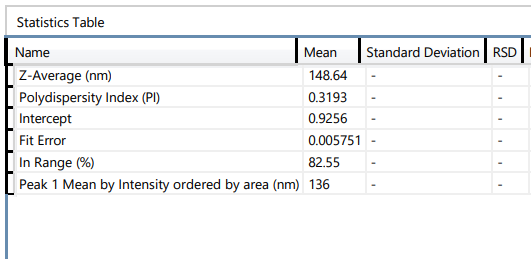 Statistics Table
Name Mean Standard Deviation RSD
Z-Average (nm) 148.64 - -
Polydispersity Index (PI) 0.3193 - -
Intercept 0.9256 - -
Fit Error 0.005751 - -
In Range (%) 82.55 - -
Peak 1 Mean by Intensity ordered by area (nm) 136 - -